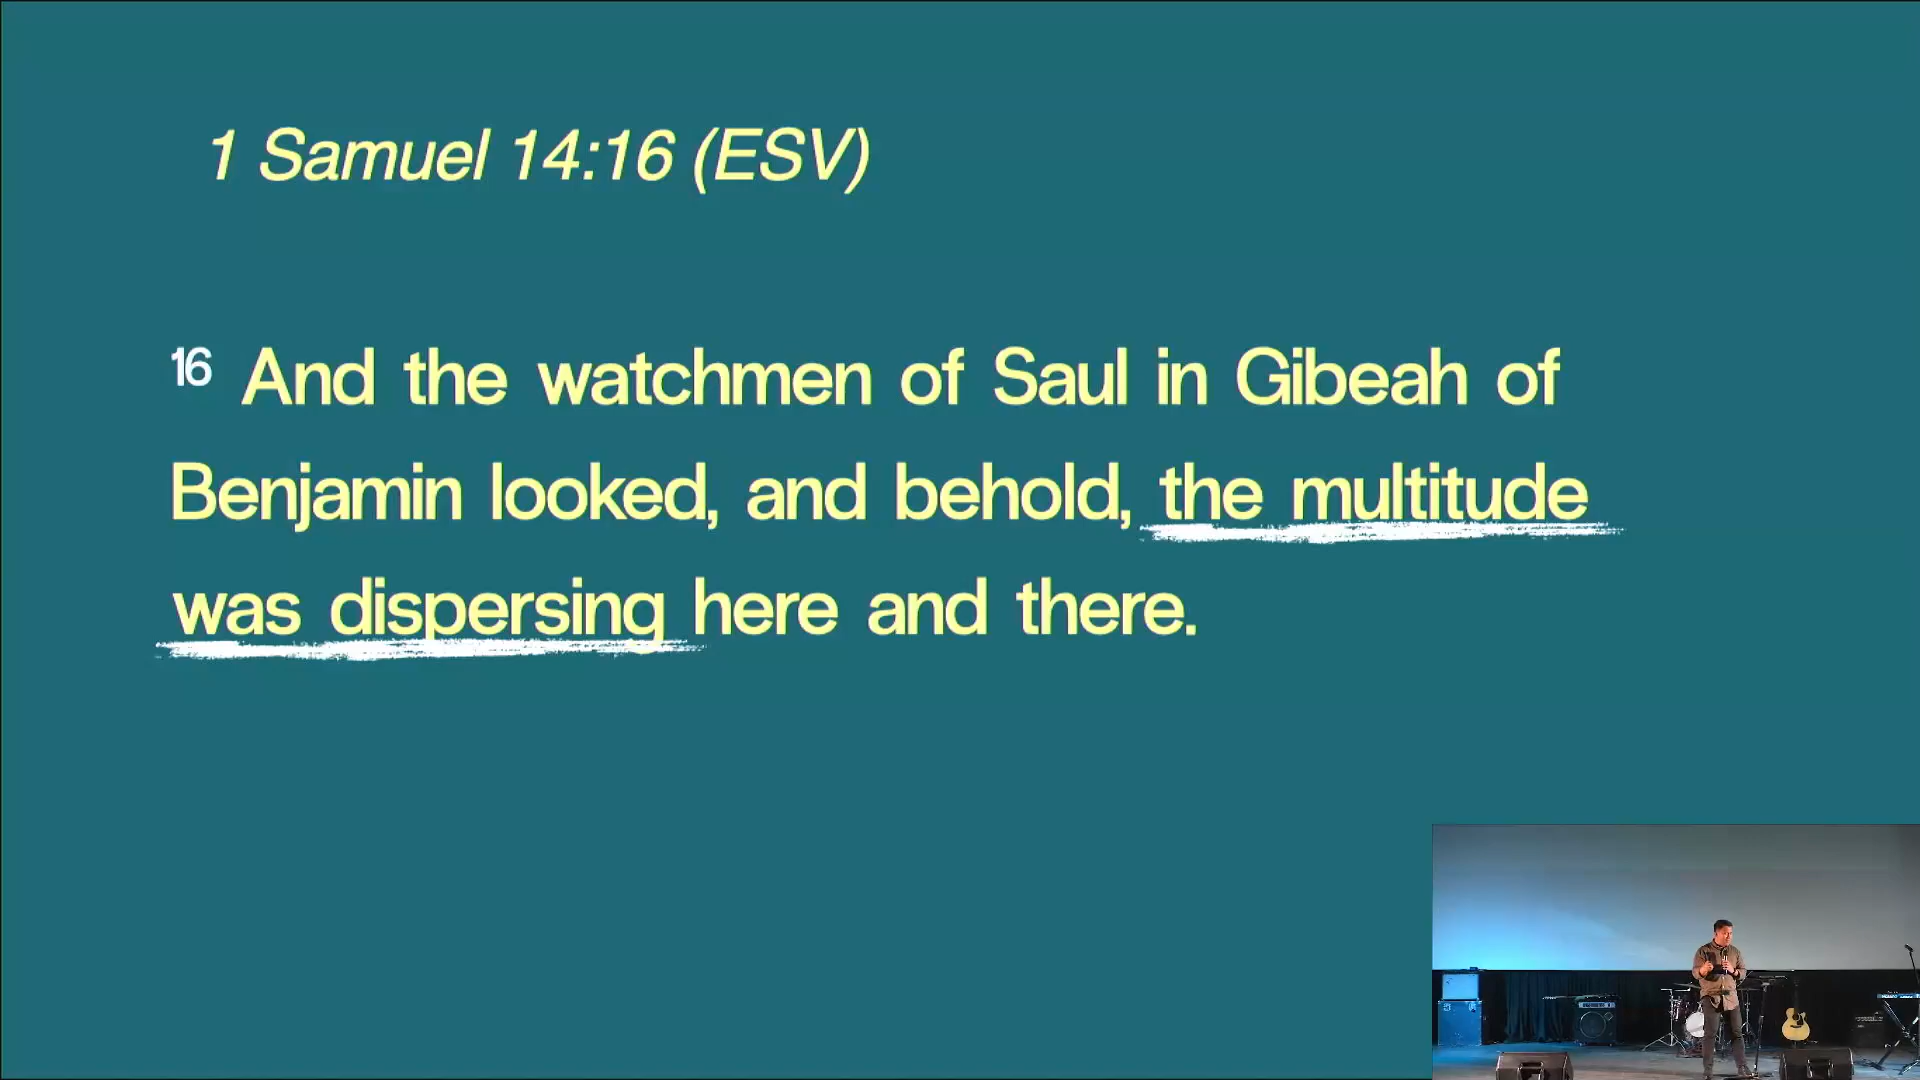 1 Samuel 14:16 (ESV)
16 And the watchmen of Saul in Gibeah of
Benjamin looked, and behold, the multitude
was dispersing here and there.